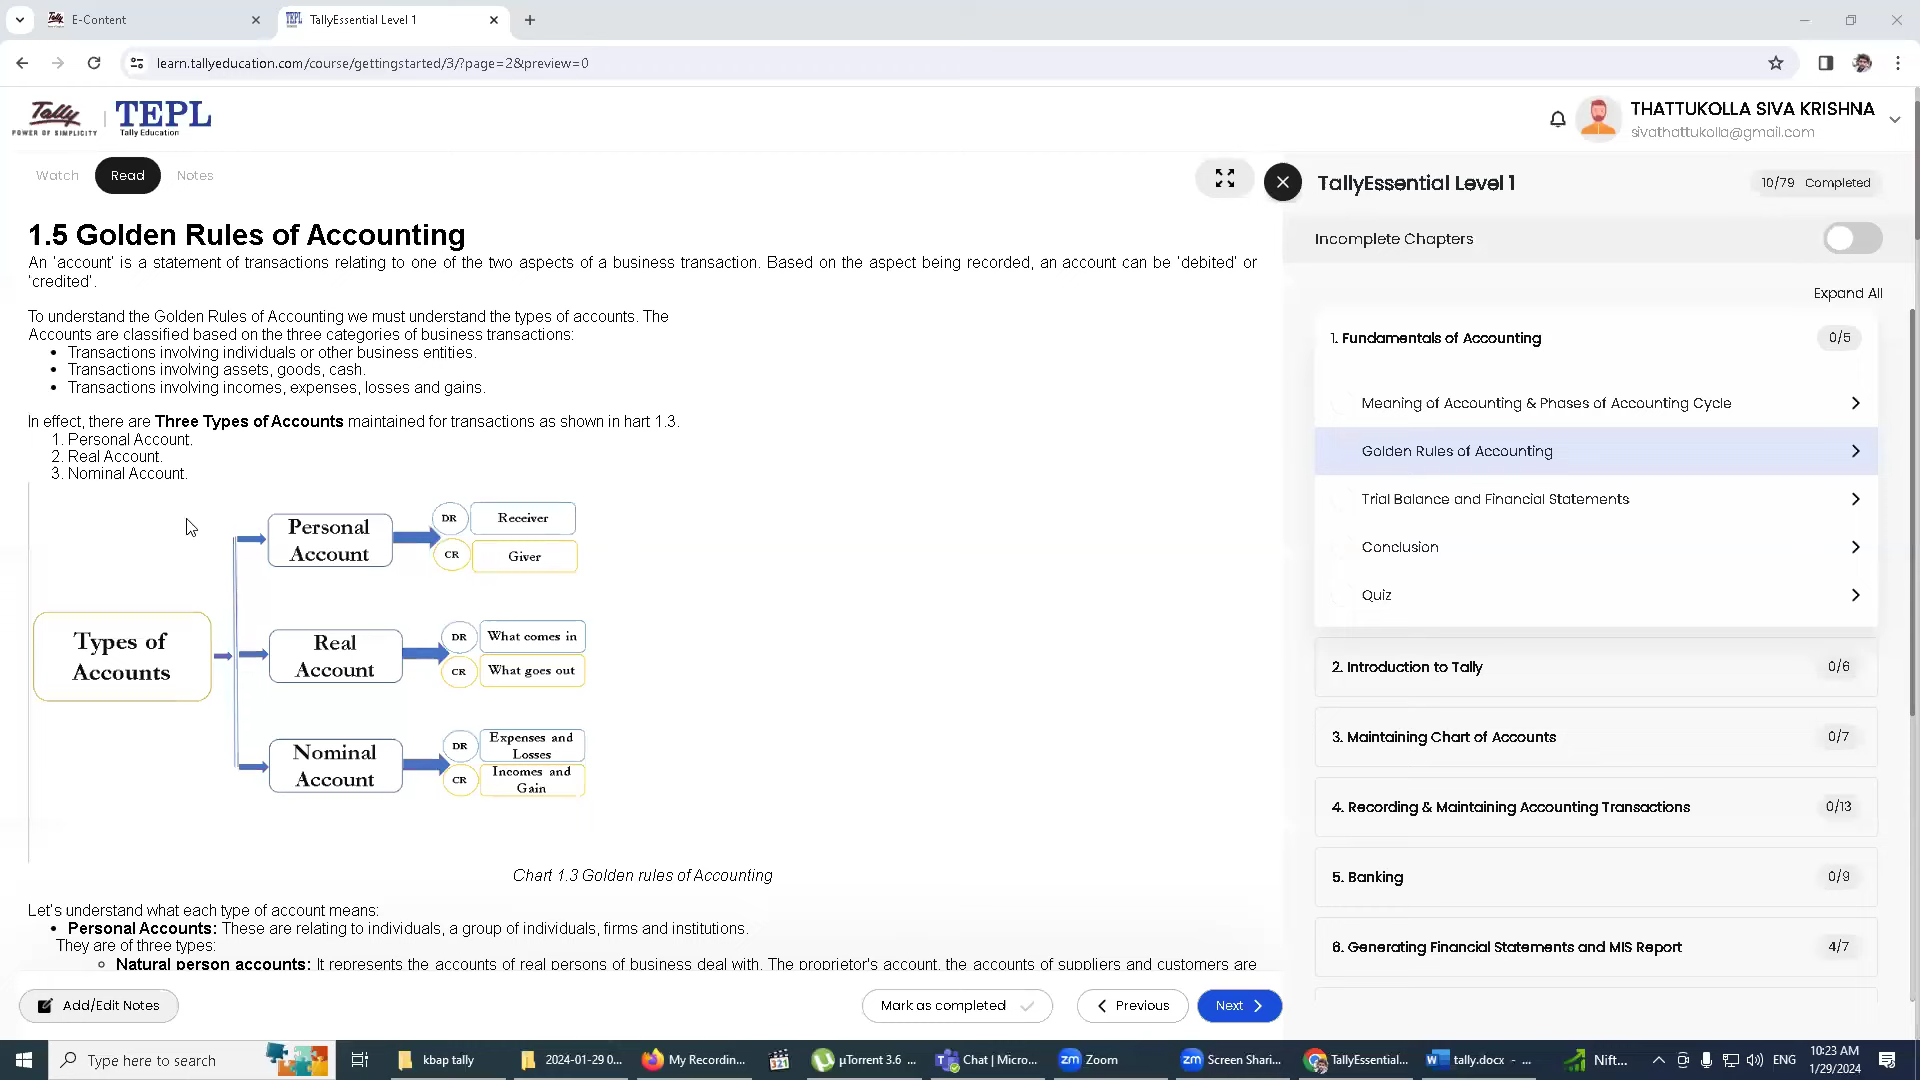 E-Content
TallyEssential Level 1
learn.tallyeducation.com/course/gettingstarted/3/?page=2&preview=0
Tally
POWER OF SIMPLICITY
TEPL
Tally Education
THATTUKOLLA SIVA KRISHNA
sivathattukolla@gmail.com
Watch
Read
Notes
TallyEssential Level 1
10/79 Completed
1.5 Golden Rules of Accounting
An 'account' is a statement of transactions relating to one of the two aspects of a business transaction. Based on the aspect being recorded, an account can be 'debited' or
'credited'.
To understand the Golden Rules of Accounting we must understand the types of accounts. The
Accounts are classified based on the three categories of business transactions:
• Transactions involving individuals or other business entities.
• Transactions involving assets, goods, cash.
• Transactions involving incomes, expenses, losses and gains.
In effect, there are Three Types of Accounts maintained for transactions as shown in hart 1.3.
1. Personal Account.
2. Real Account.
3. Nominal Account.
Types of
Accounts
Personal
Account
DR
Receiver
CR
Giver
Real
Account
DR
What comes in
CR
What goes out
Nominal
Account
DR
Expenses and
Losses
CR
Incomes and
Gain
Chart 1.3 Golden rules of Accounting
Let's understand what each type of account means:
• Personal Accounts: These are relating to individuals, a group of individuals, firms and institutions.
They are of three types:
Natural person accounts: It represents the accounts of real persons of business deal with. The proprietor's account, the accounts of suppliers and customers are
Incomplete Chapters
Expand All
1. Fundamentals of Accounting
0/5
Meaning of Accounting & Phases of Accounting Cycle
Golden Rules of Accounting
Trial Balance and Financial Statements
Conclusion
Quiz
2. Introduction to Tally
0/6
3. Maintaining Chart of Accounts
0/7
4. Recording & Maintaining Accounting Transactions
0/13
5. Banking
0/9
6. Generating Financial Statements and MIS Report
4/7
Add/Edit Notes
Mark as completed
Previous
Next
Type here to search
kbap tally
2024-01-29 0...
My Recordin...
321
µTorrent 3.6 ...
Chat | Micro...
zm Zoom
zm Screen Shari...
TallyEssential...
tally.docx - ...
Nift...
ENG
10:23 AM
1/29/2024